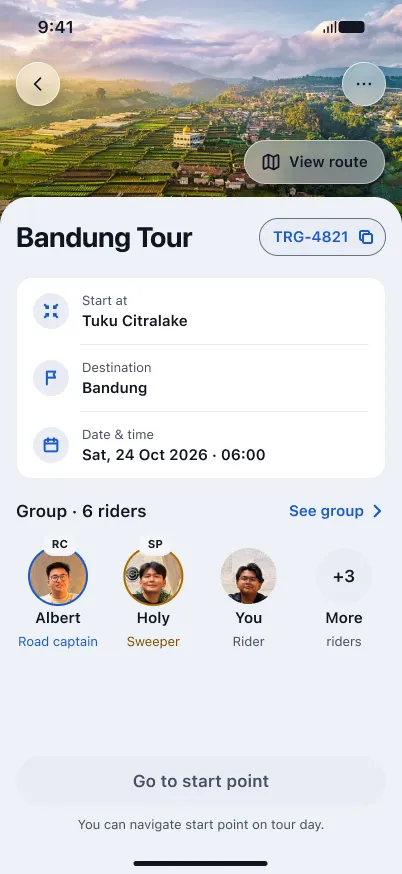 9:41
View route
Bandung Tour
TRG-4821
Start at
Tuku Citralake
Destination
Bandung
Date & time
Sat, 24 Oct 2026 · 06:00
Group · 6 riders
See group
RC
SP
+3
Albert
Holy
You
More
Road captain
Sweeper
Rider
riders
Go to start point
You can navigate start point on tour day.